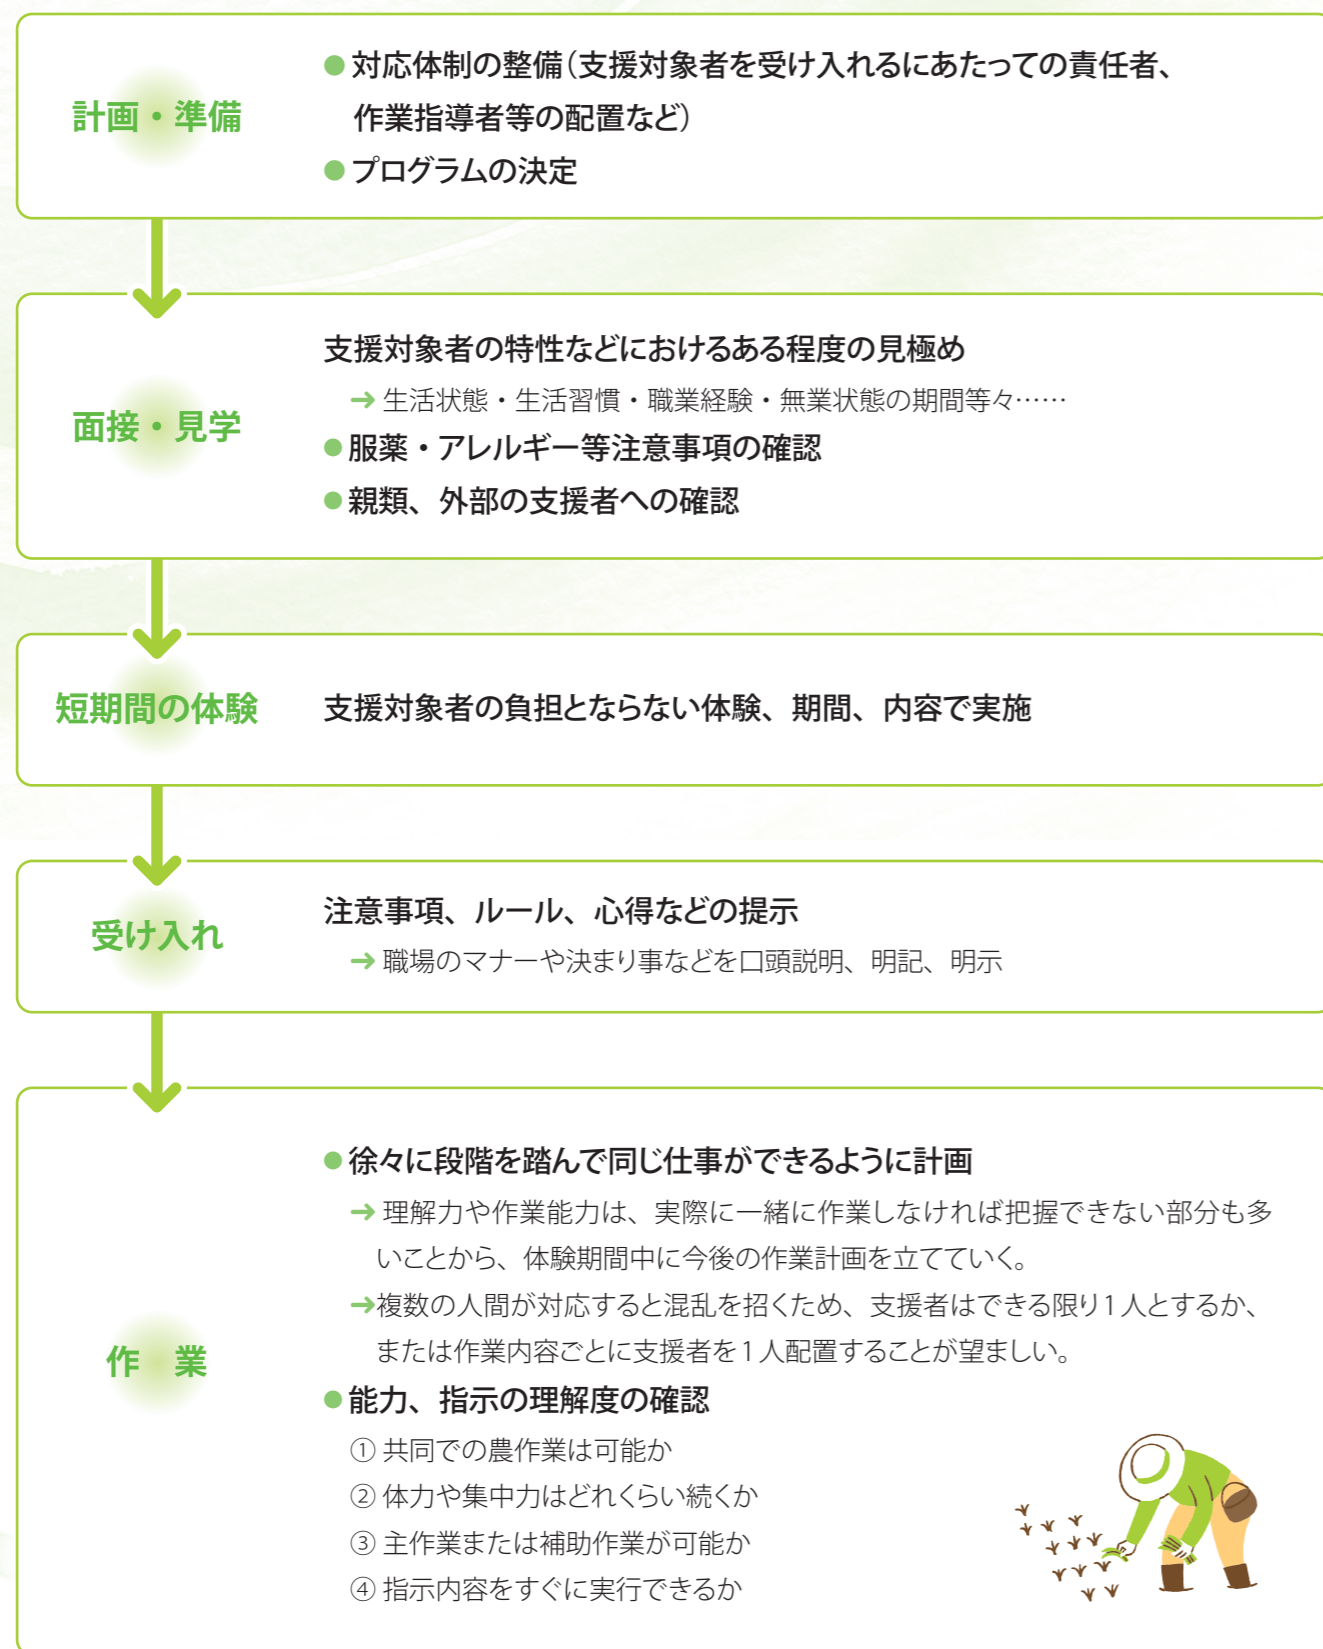 計画・準備
●対応体制の整備（支援対象者を受け入れるにあたっての責任者、
作業指導者等の配置など）
●プログラムの決定
面接・見学
支援対象者の特性などにおけるある程度の見極め
➜ 生活状態・生活習慣・職業経験・無業状態の期間等々……
●服薬・アレルギー等注意事項の確認
●親類、外部の支援者への確認
短期間の体験
支援対象者の負担とならない体験、期間、内容で実施
受け入れ
注意事項、ルール、心得などの提示
➜ 職場のマナーや決まり事などを口頭説明、明記、明示
作　業
●徐々に段階を踏んで同じ仕事ができるように計画
➜ 理解力や作業能力は、実際に一緒に作業しなければ把握できない部分も多
いことから、体験期間中に今後の作業計画を立てていく。
➜複数の人間が対応すると混乱を招くため、支援者はできる限り1人とするか、
または作業内容ごとに支援者を1人配置することが望ましい。
●能力、指示の理解度の確認
① 共同での農作業は可能か
② 体力や集中力はどれくらい続くか
③ 主作業または補助作業が可能か
④ 指示内容をすぐに実行できるか